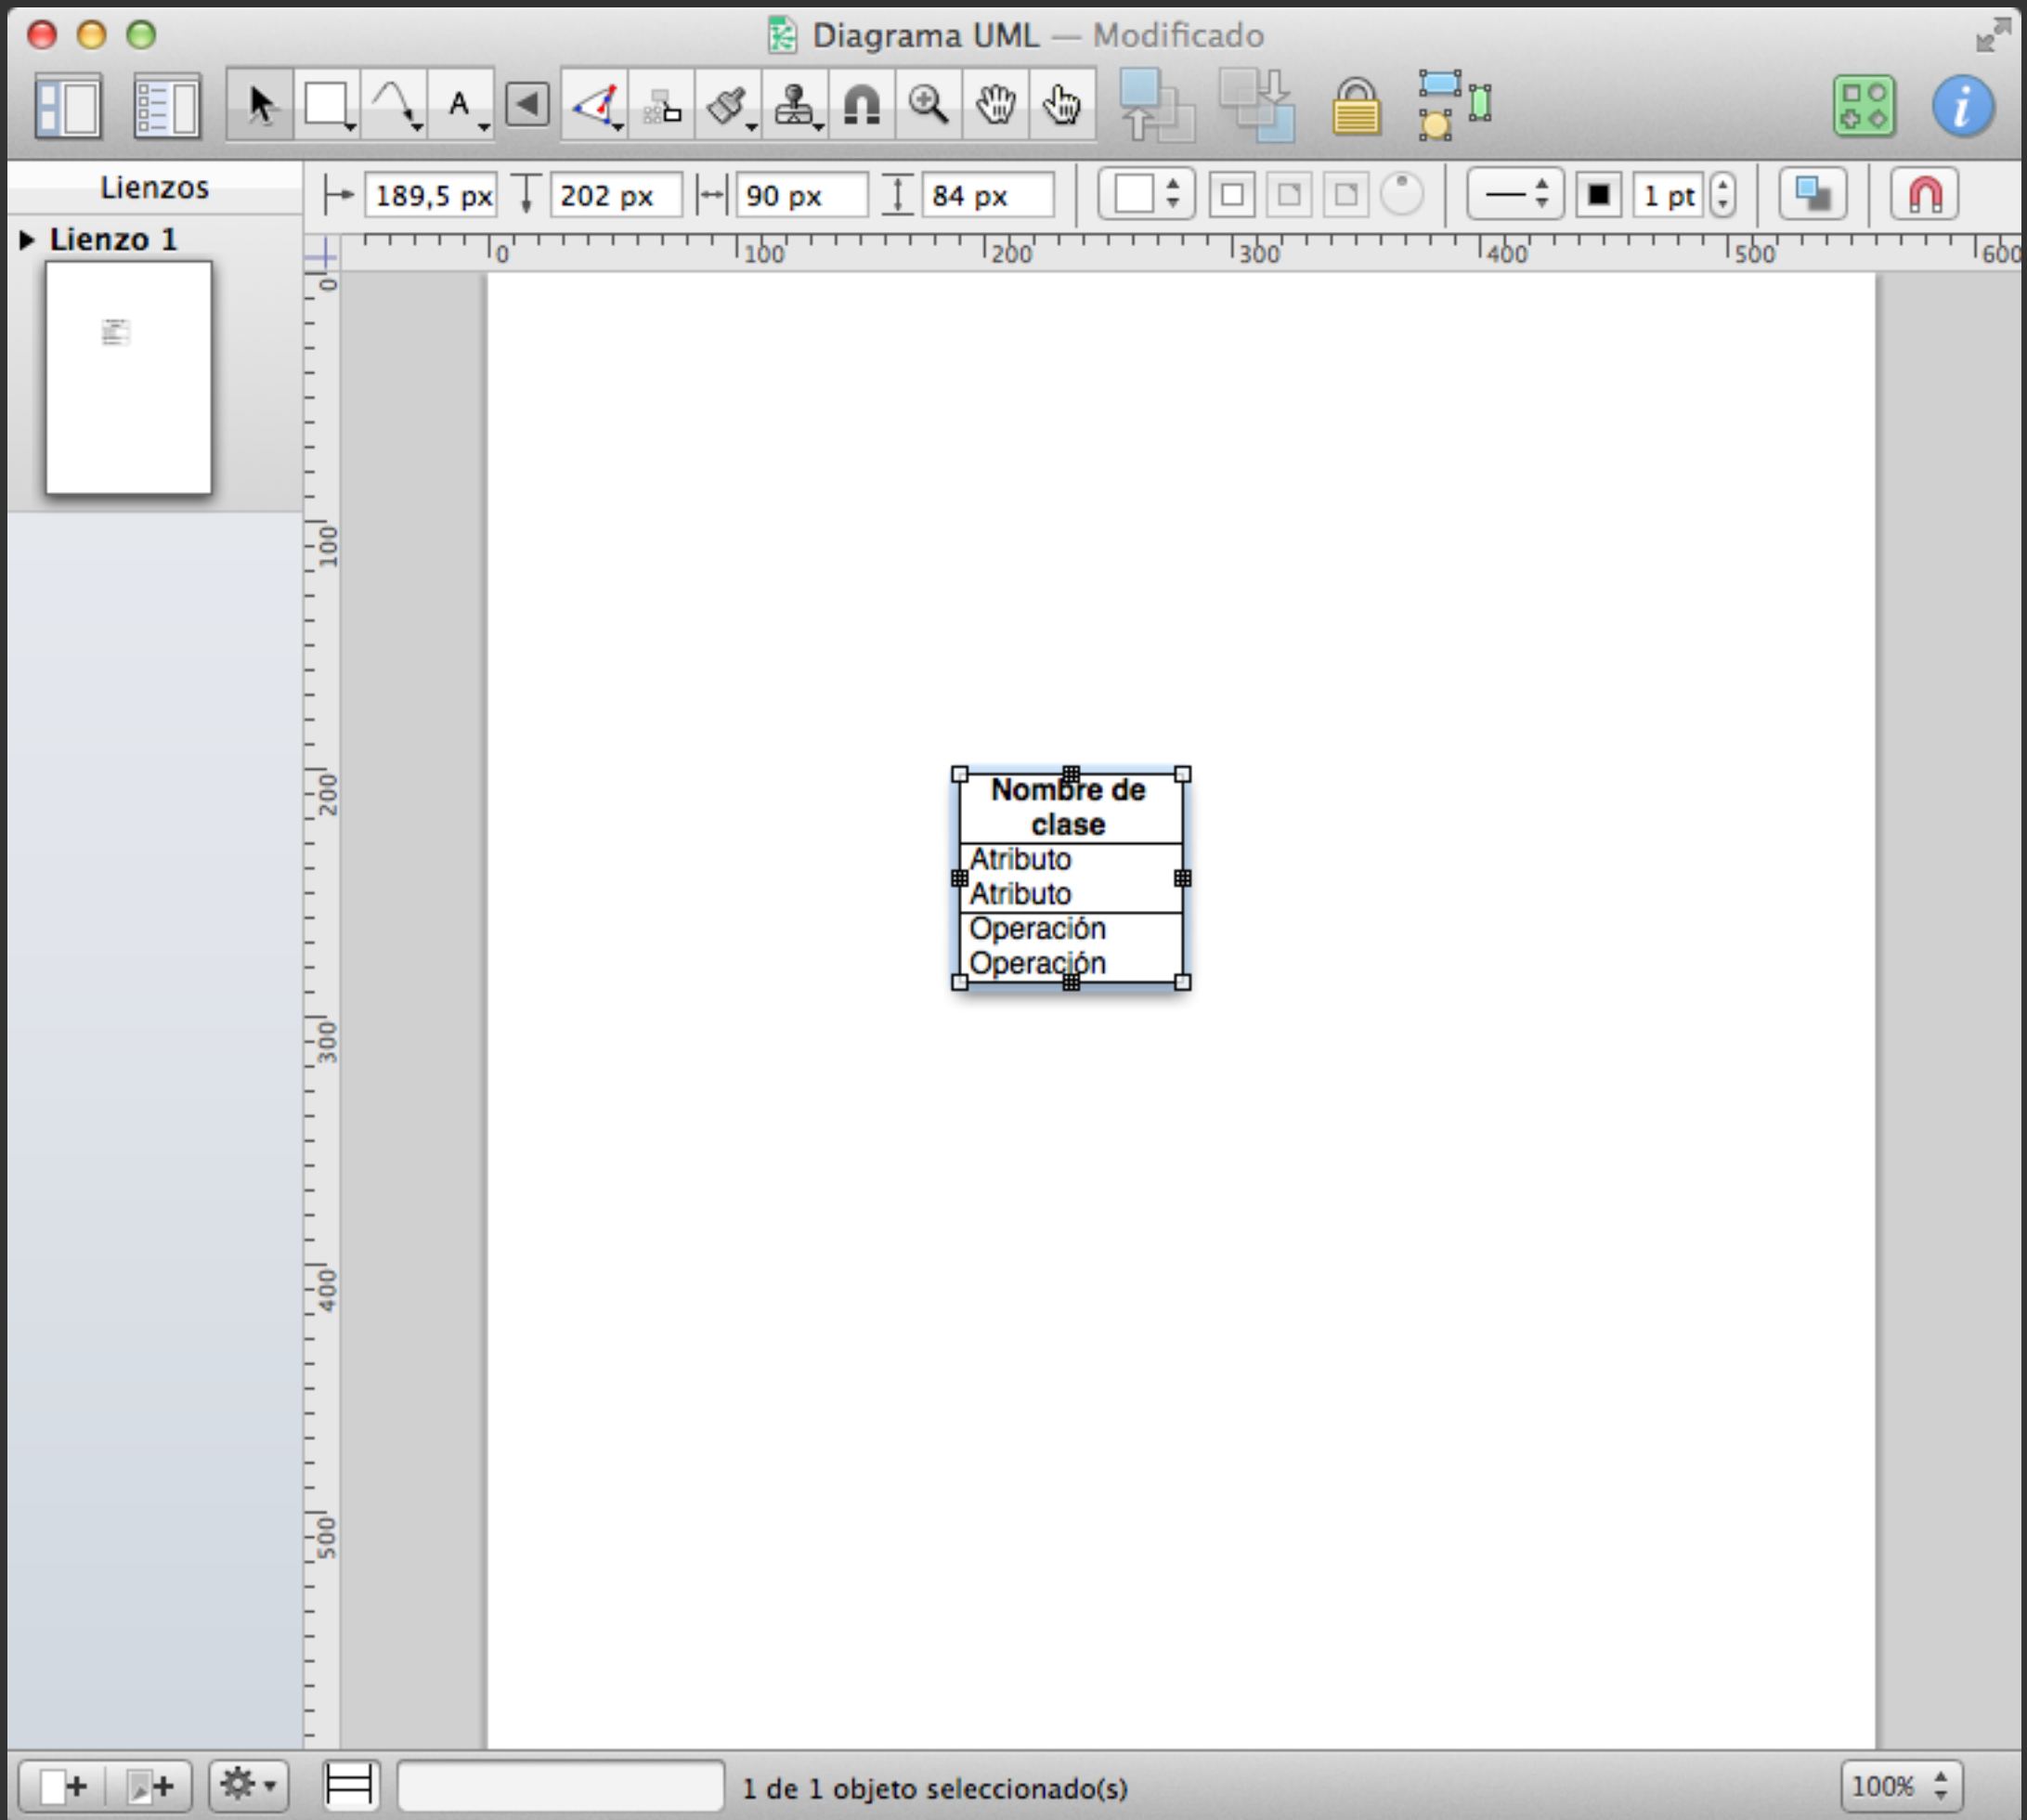 Diagrama UML — Modificado
A
Lienzos
189,5 px
202 px
90 px
84 px
1 pt
Lienzo 1
0
100
200
300
400
500
600
0
100
200
300
400
500
Nombre de
clase
Atributo
Atributo
Operación
Operación
1 de 1 objeto seleccionado(s)
100%